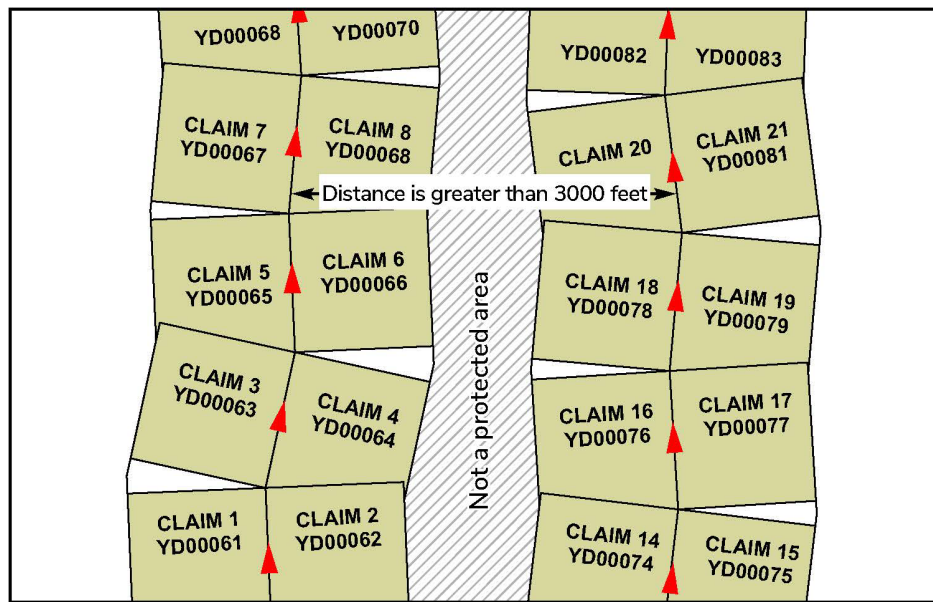 YD00068
YD00070
YD00082
YD00083
CLAIM 7
YD00067
CLAIM 8
YD00068
CLAIM 20
CLAIM 21
YD00081
Distance is greater than 3000 feet
CLAIM 5
YD00065
CLAIM 6
YD00066
CLAIM 18
YD00078
CLAIM 19
YD00079
Not a protected area
CLAIM 3
YD00063
CLAIM 4
YD00064
CLAIM 16
YD00076
CLAIM 17
YD00077
CLAIM 1
YD00061
CLAIM 2
YD00062
CLAIM 14
YD00074
CLAIM 15
YD00075